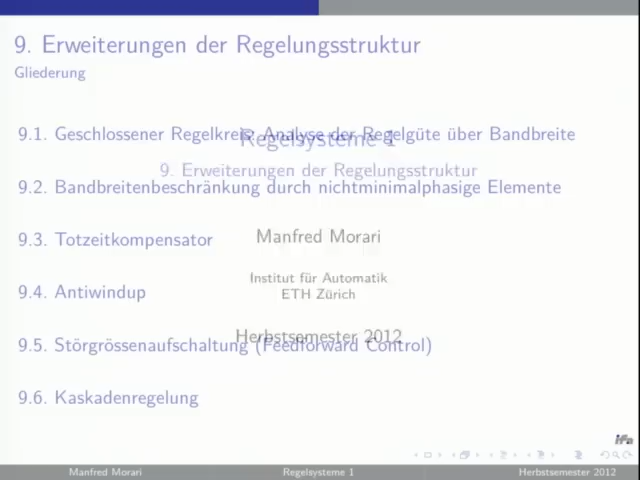 9. Erweiterungen der Regelungsstruktur
Gliederung
9.1. Geschlossener Regelkreis: Analyse der Regelgüte über Bandbreite
Regelsysteme 1
9. Erweiterungen der Regelungsstruktur
9.2. Bandbreitenbeschränkung durch nichtminimalphasige Elemente
9.3. Totzeitkompensator
Manfred Morari
Institut für Automatik
9.4. Antiwindup
ETH Zürich
Herbstsemester 2012
9.5. Störgrössenaufschaltung (Feedforward Control)
9.6. Kaskadenregelung
ifa
Manfred Morari Regelsysteme 1 Herbstsemester 2012